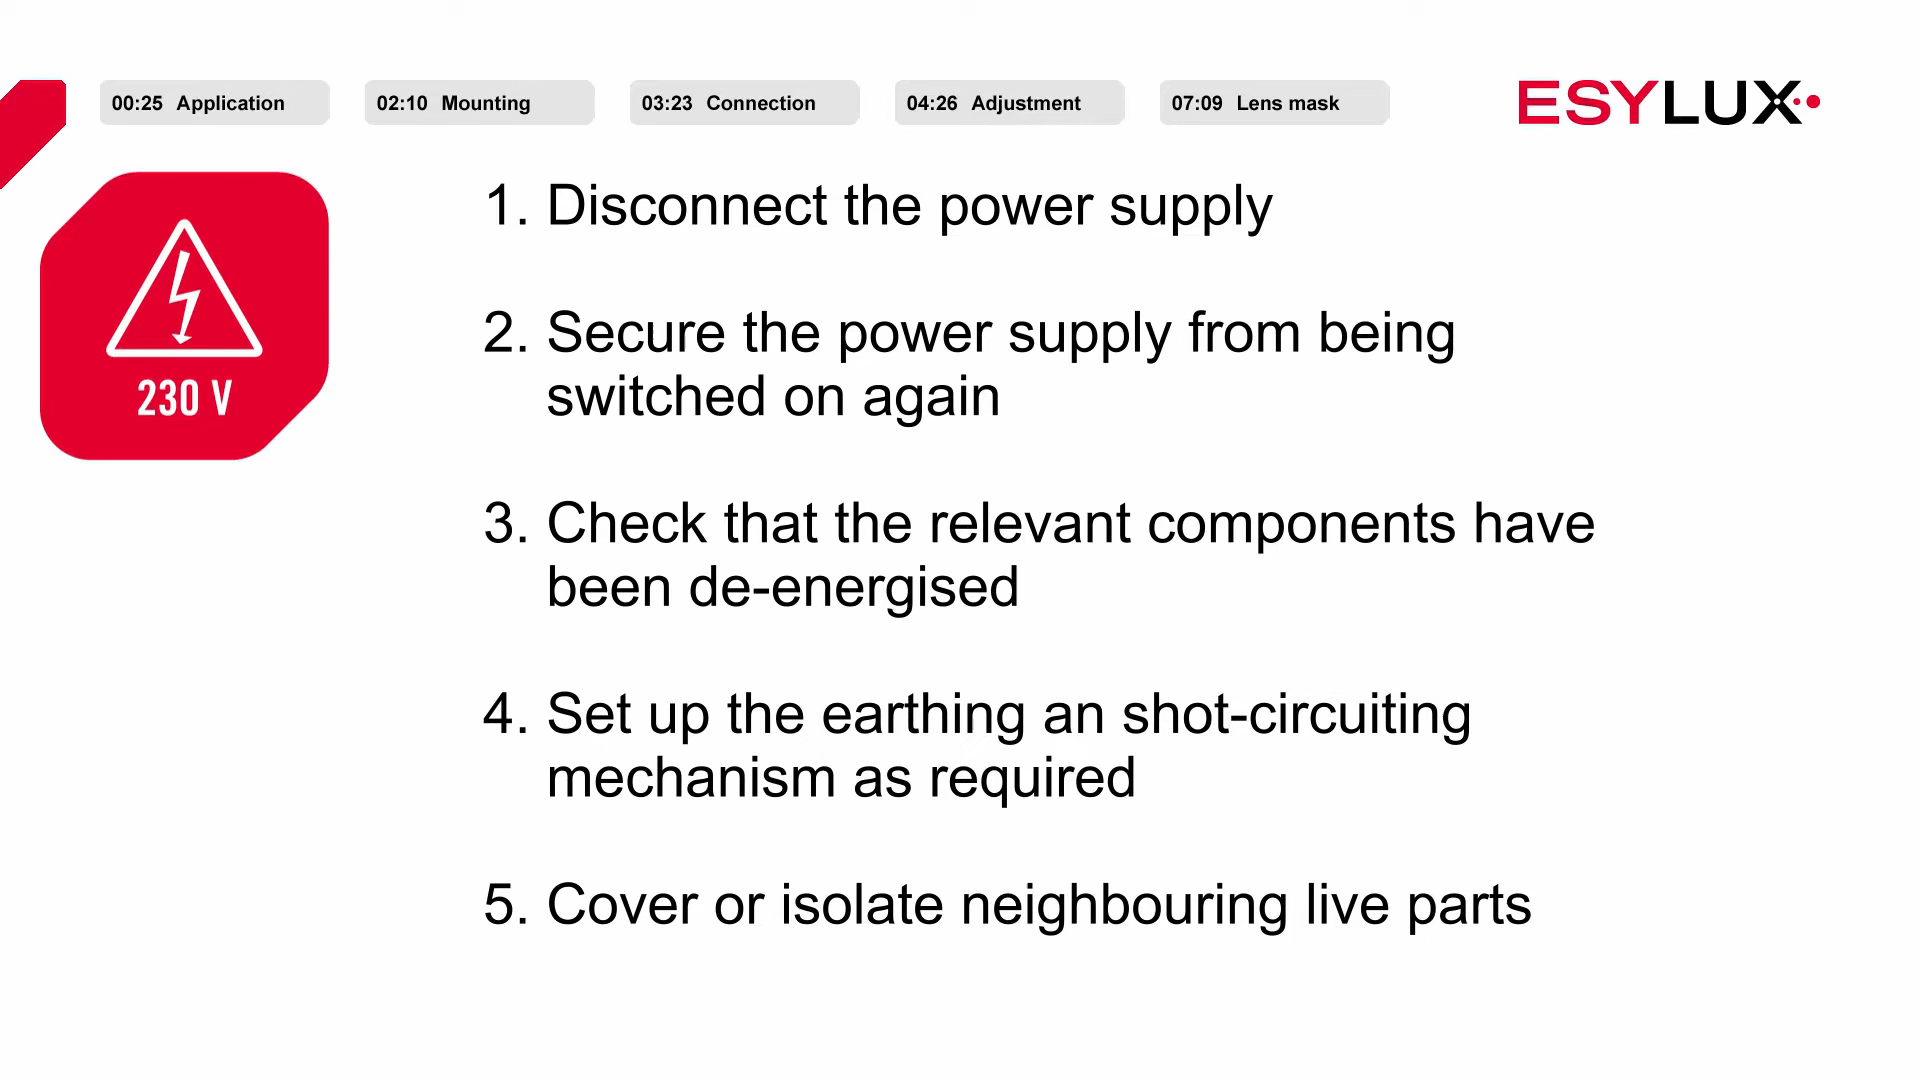 00:25 Application
02:10 Mounting
03:23 Connection
04:26 Adjustment
07:09 Lens mask
ESYLUX
230 V
1. Disconnect the power supply
2. Secure the power supply from being
switched on again
3. Check that the relevant components have
been de-energised
4. Set up the earthing an shot-circuiting
mechanism as required
5. Cover or isolate neighbouring live parts